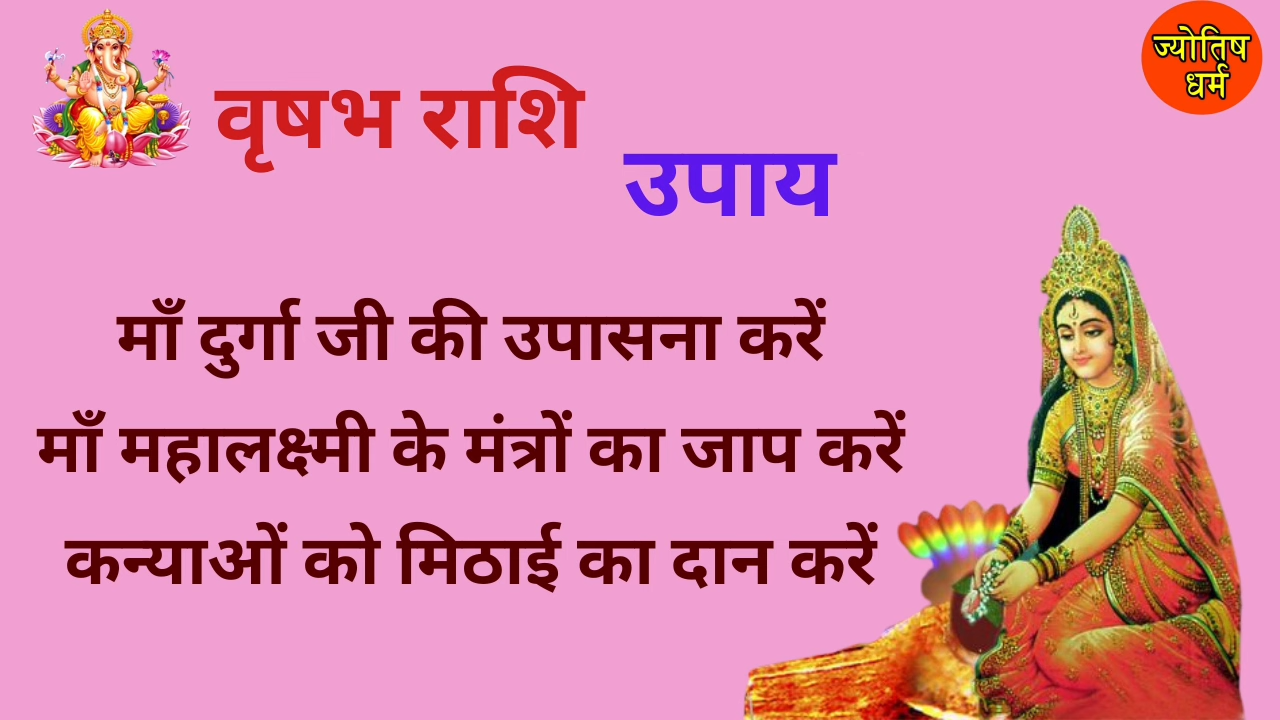 ज्योतिष
धर्म
वृषभ राशि
उपाय
माँ दुर्गा जी की उपासना करें
माँ महालक्ष्मी के मंत्रों का जाप करें
कन्याओं को मिठाई का दान करें